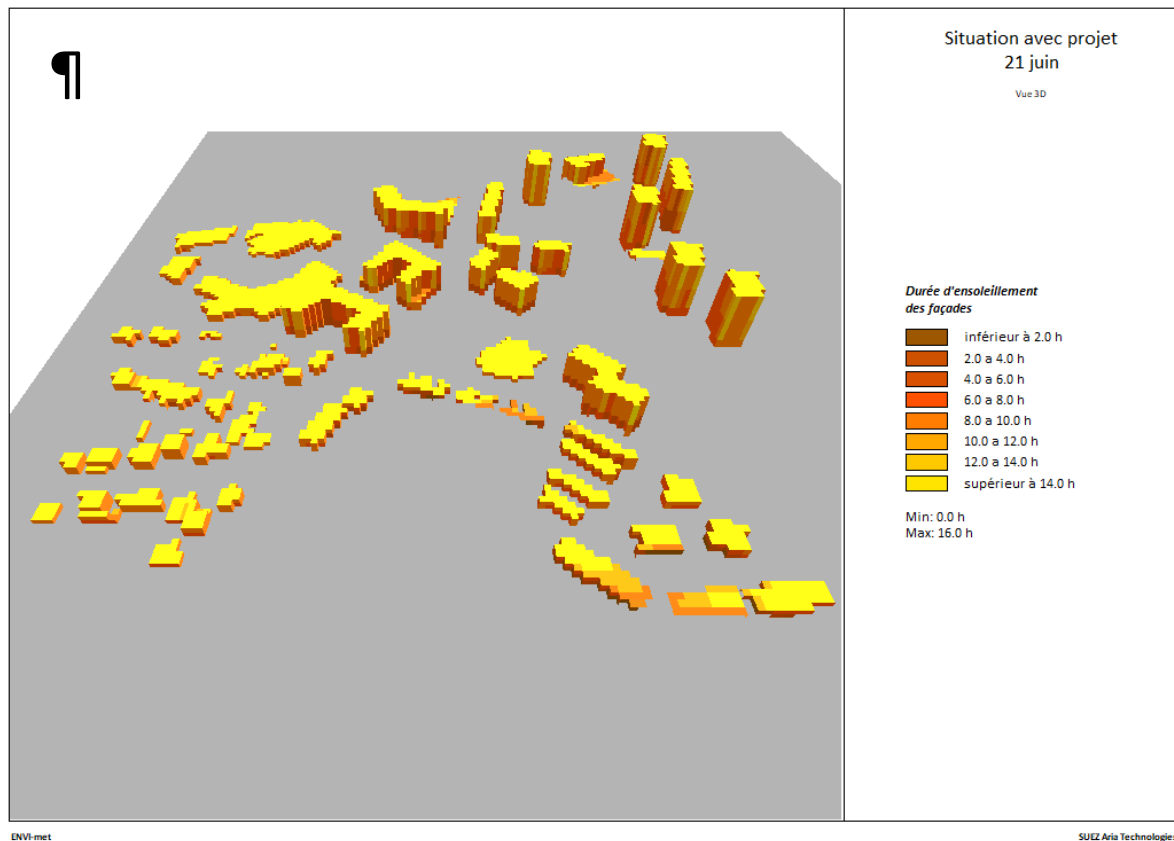 ¶
Situation avec projet
21 juin
Vue 3D
Durée d'ensoleillement
des façades
inférieur à 2.0 h
2.0 a 4.0 h
4.0 a 6.0 h
6.0 a 8.0 h
8.0 a 10.0 h
10.0 a 12.0 h
12.0 a 14.0 h
supérieur à 14.0 h
Min: 0.0 h
Max: 16.0 h
ENVI-met
SUEZ Aria Technologies